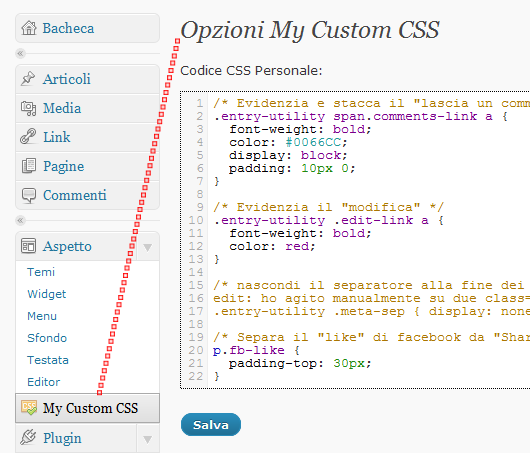 Bacheca
Articoli
Media
Link
Pagine
Commenti
Aspetto
Temi
Widget
Menu
Sfondo
Testata
Editor
My Custom CSS
Plugin
Opzioni My Custom CSS
Codice CSS Personale:
1 /* Evidenzia e stacca il "lascia un com
2 .entry-utility span.comments-link a {
3 font-weight: bold;
4 color: #0066CC;
5 display: block;
6 padding: 10px 0;
7 }
8
9 /* Evidenzia il "modifica" */
10 .entry-utility .edit-link a {
11 font-weight: bold;
12 color: red;
13 }
14
15 /* nascondi il separatore alla fine dei
16 edit: ho agito manualmente su due class=
17 .entry-utility .meta-sep { display: none
18
19 /* Separa il "like" di facebook da "Shar
20 p.fb-like {
21 padding-top: 30px;
22 }
Salva